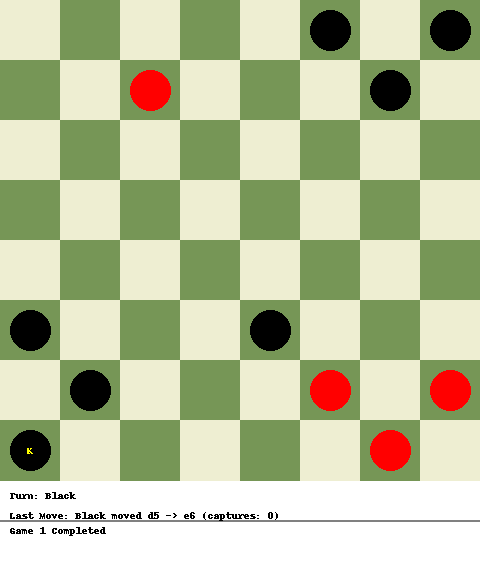 K
Turn: Black
Last Move: Black moved d5 -> e6 (captures: 0)
Game 1 Completed